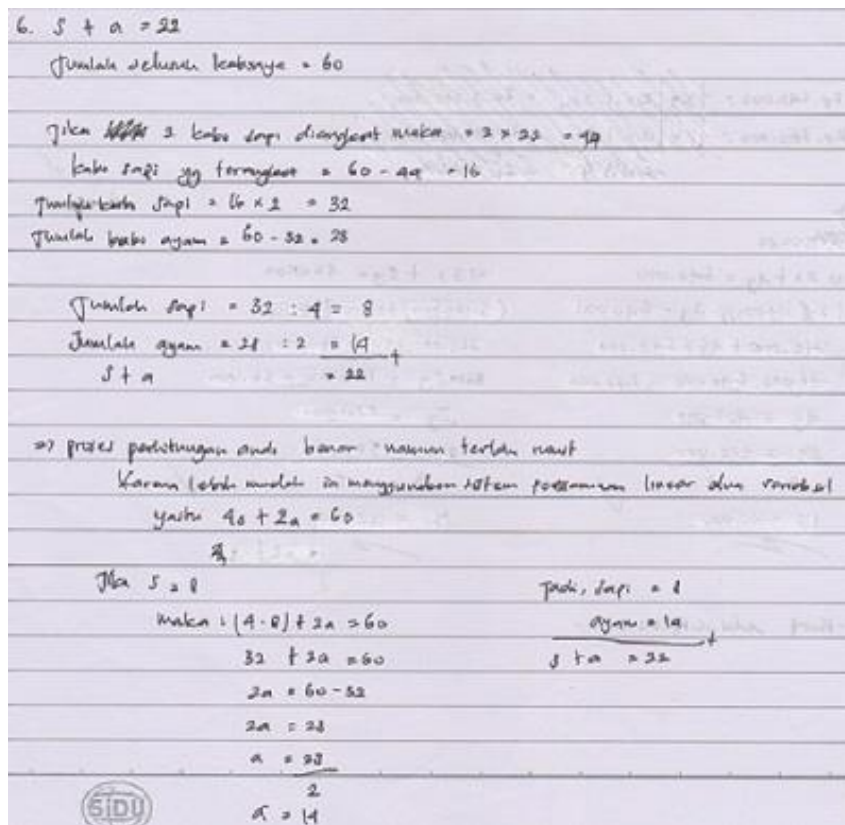 6. S + a = 22
Jumlah seluruh kakinya = 60
Jika 2 kaki sapi diangkat maka = 2 x 22 = 44
kaki sapi yg terangkat = 60 - 44 = 16
Jumlah kaki sapi = 16 x 2 = 32
Jumlah kaki ayam = 60 - 32 = 28
Jumlah sapi = 32 : 4 = 8
Jumlah ayam = 28 : 2 = 14 +
S + a = 22
=> proses perhitungan anda benar namun terlalu rumit
Karena lebih mudah menggunakan sistem persamaan linear dua variabel
yaitu 4s + 2a = 60
Jika S = 8
maka : (4 . 8) + 2a = 60
32 + 2a = 60
2a = 60 - 32
2a = 28
a = 28
2
a = 14
Jadi, sapi = 8
ayam = 14 +
s + a = 22
SIDU